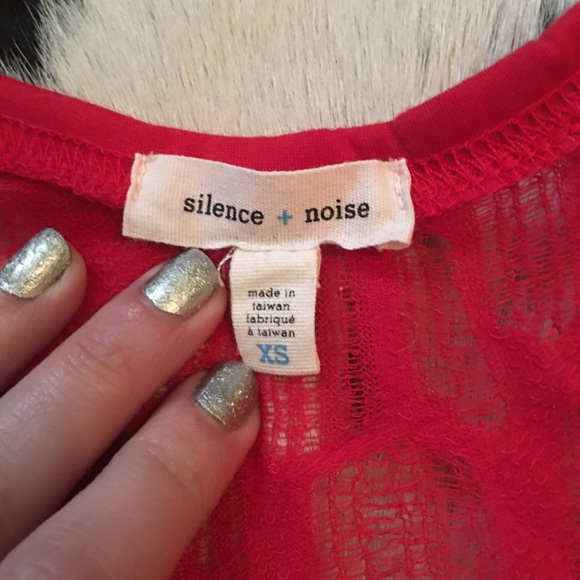 silence + noise
made in
taiwan
fabriqué
à taiwan
XS